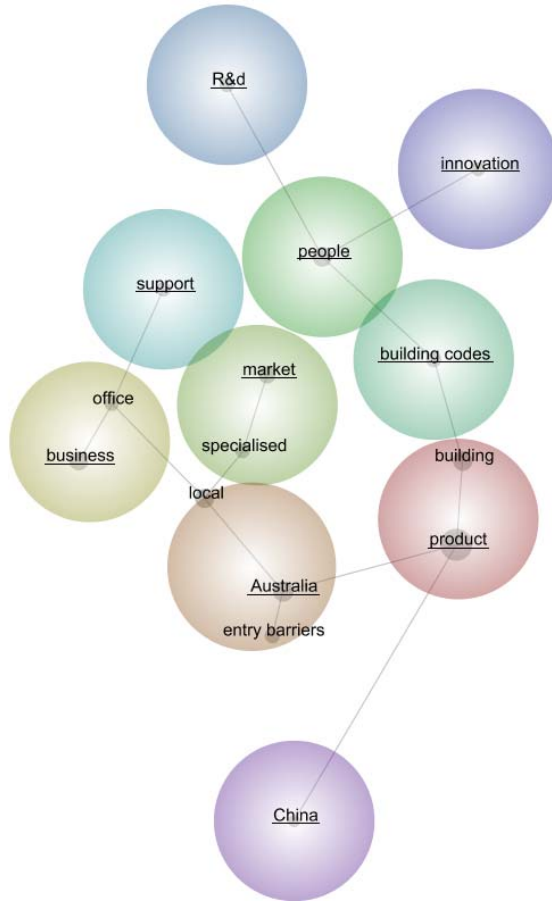 R&d
innovation
people
support
building codes
market
office
specialised
business
building
local
product
Australia
entry barriers
China